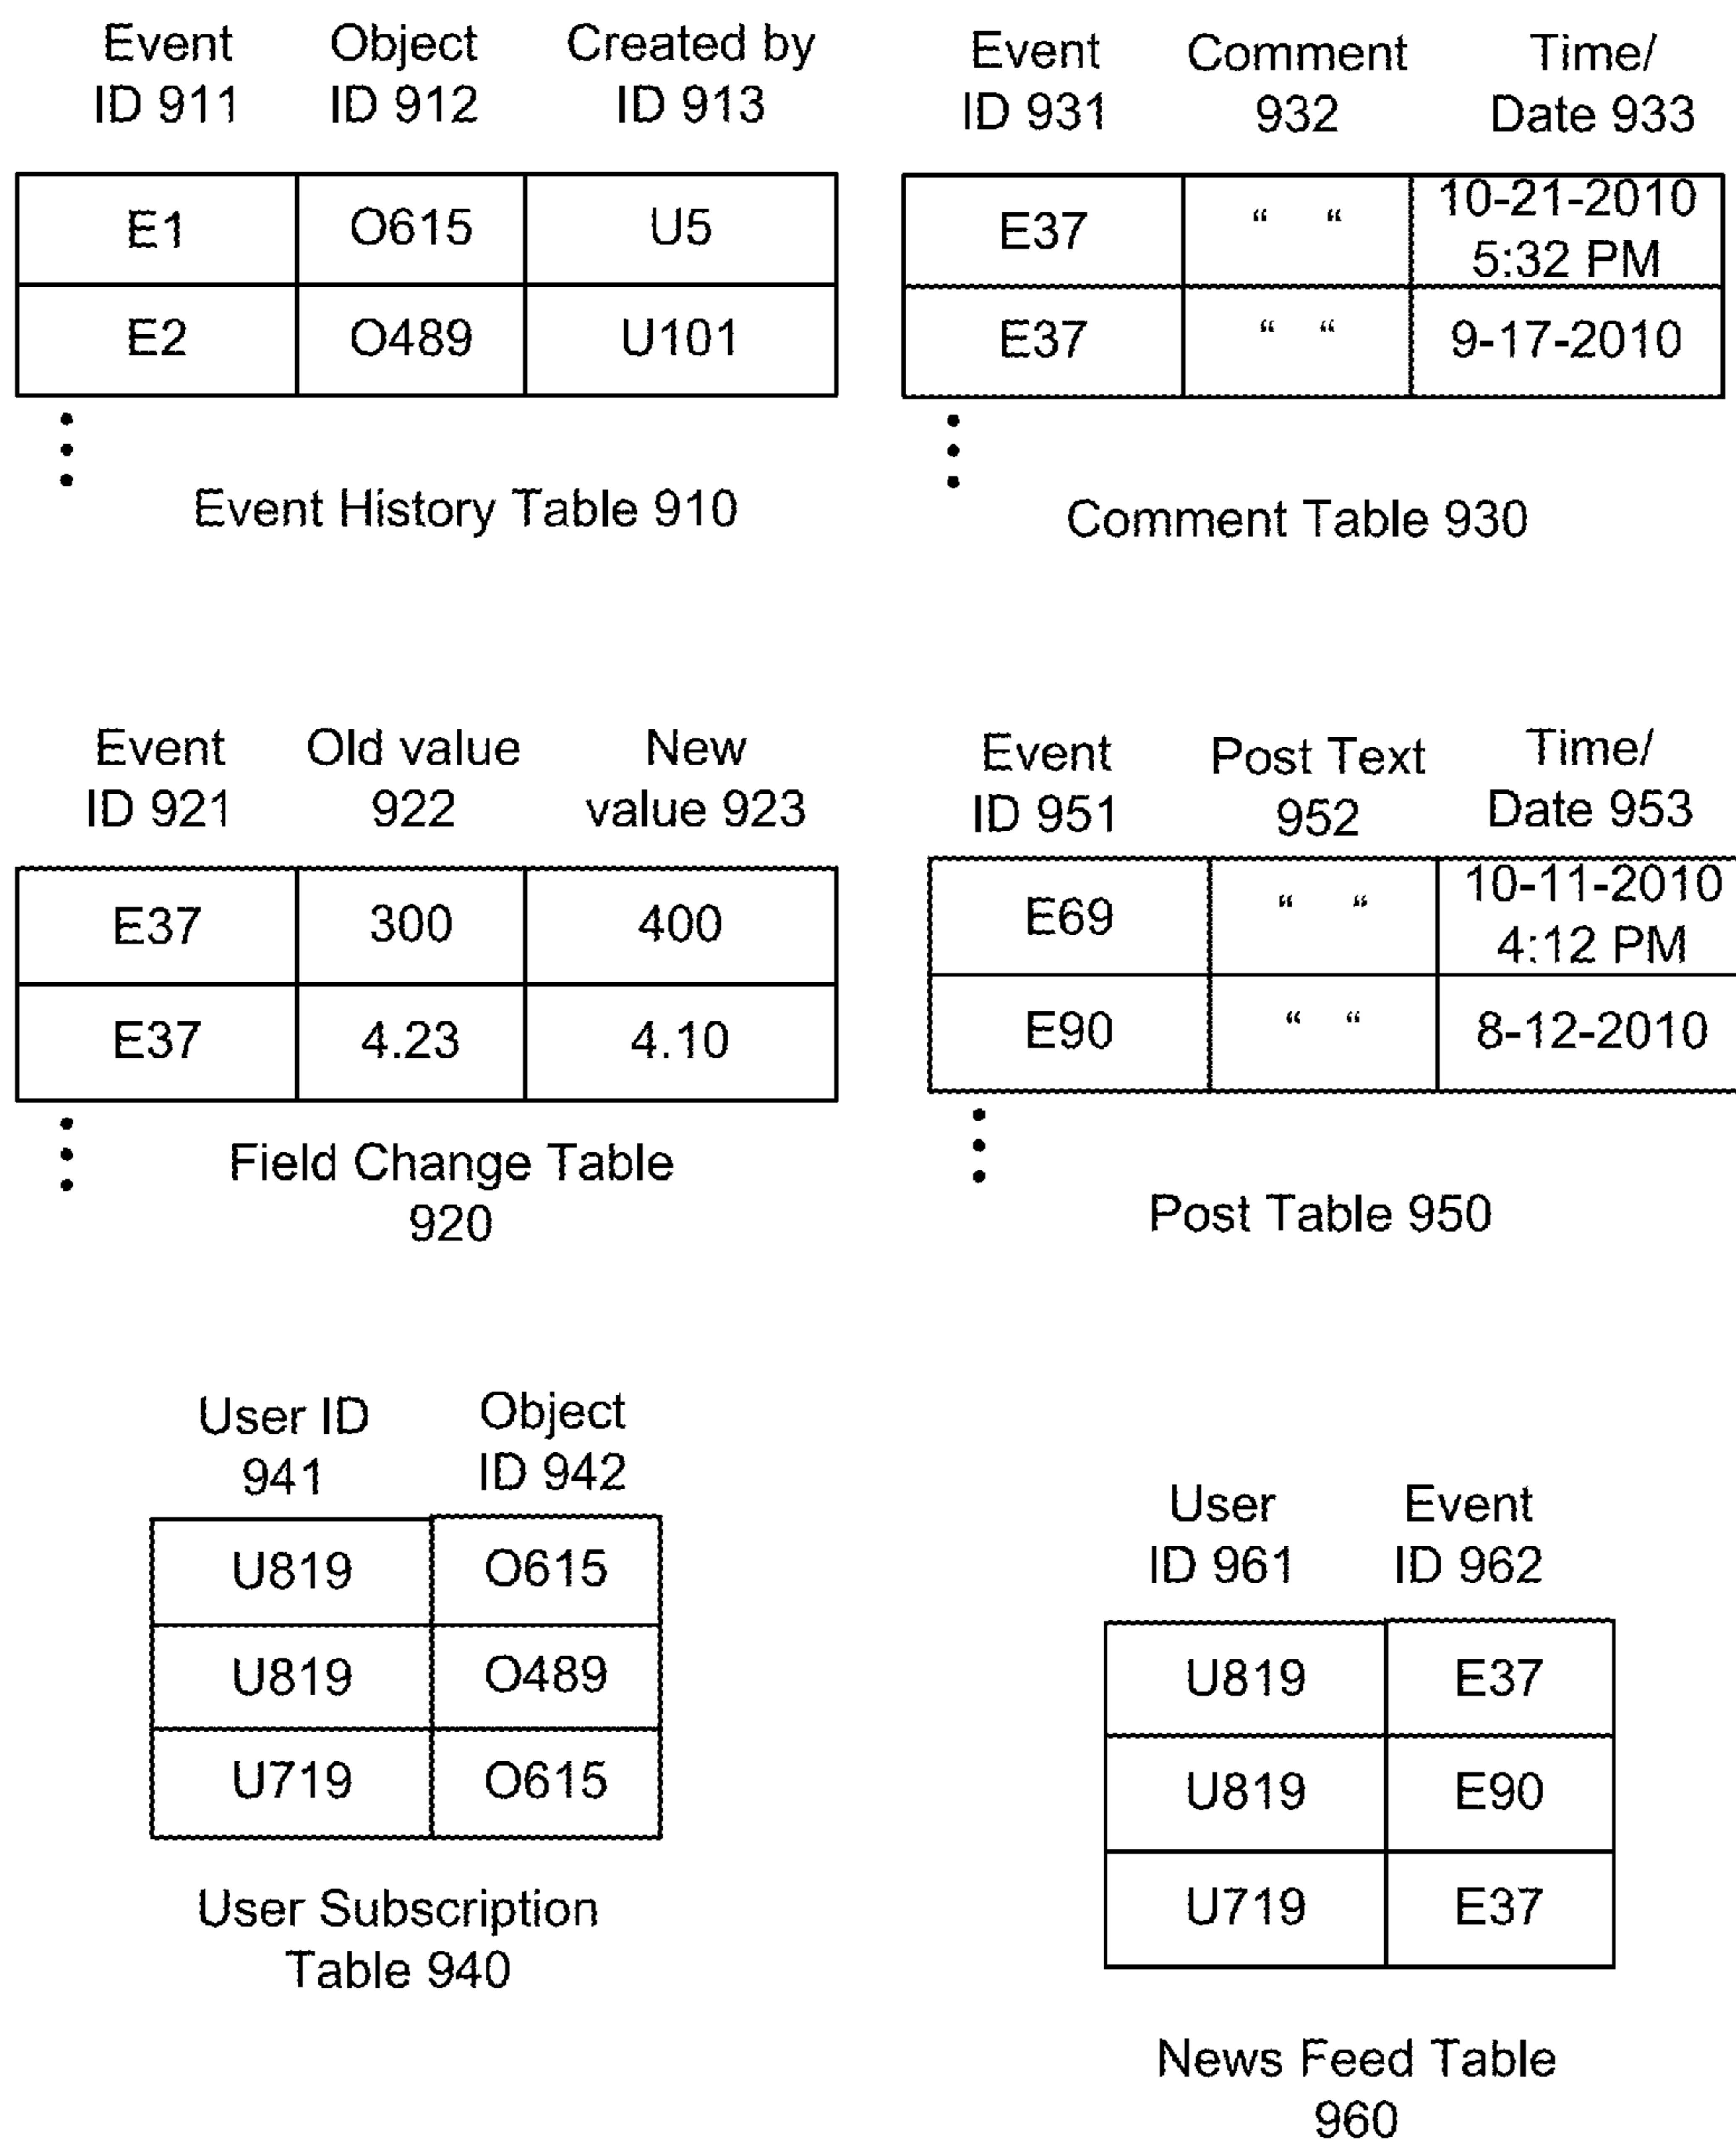 Event Object Created by
ID 911 ID 912 ID 913
E1 O615 U5
E2 O489 U101
Event History Table 910
Event Comment Time/
ID 931 932 Date 933
E37 “ “ 10-21-2010
5:32 PM
E37 “ “ 9-17-2010
Comment Table 930
Event Old value New
ID 921 922 value 923
E37 300 400
E37 4.23 4.10
Field Change Table
920
Event Post Text Time/
ID 951 952 Date 953
E69 “ “ 10-11-2010
4:12 PM
E90 “ “ 8-12-2010
Post Table 950
User ID Object
941 ID 942
U819 O615
U819 O489
U719 O615
User Subscription
Table 940
User Event
ID 961 ID 962
U819 E37
U819 E90
U719 E37
News Feed Table
960